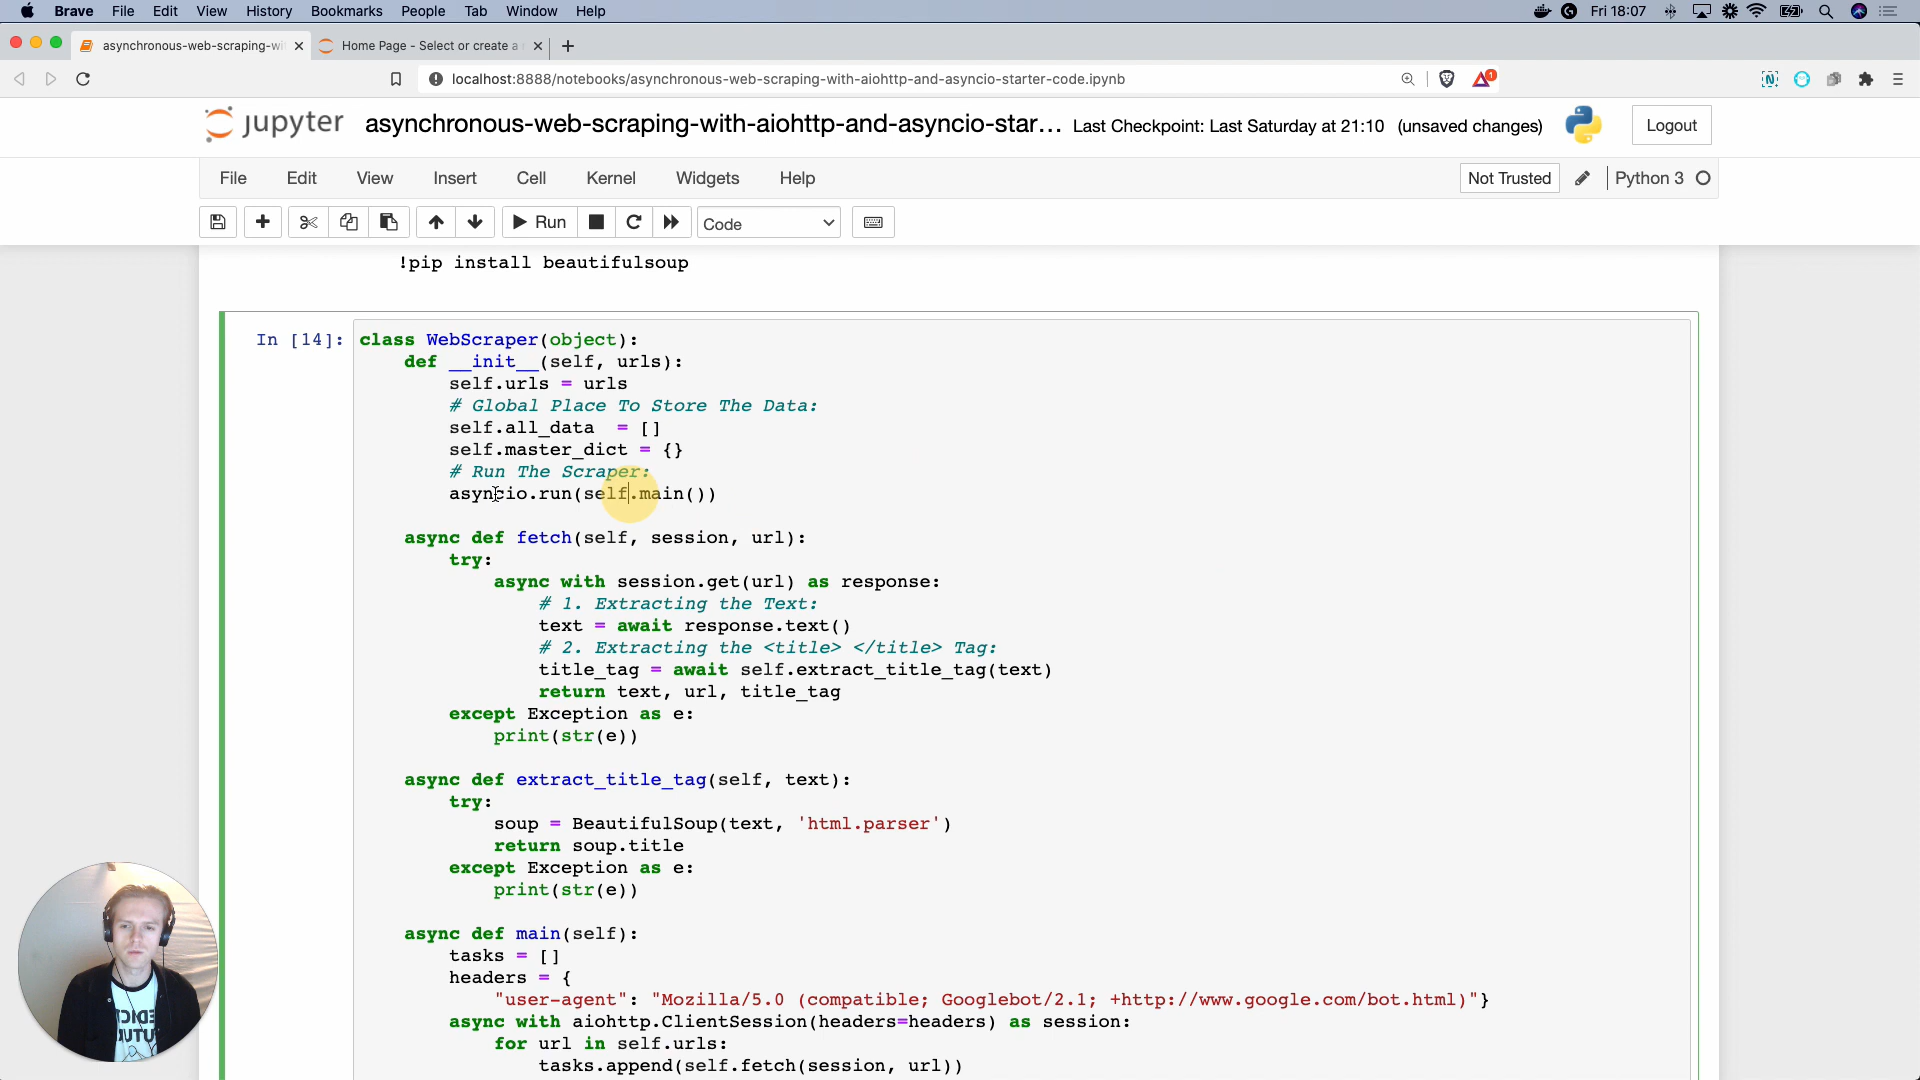 Brave File Edit View History Bookmarks People Tab Window Help Fri 18:07
asynchronous-web-scraping-wi
Home Page - Select or create a
localhost:8888/notebooks/asynchronous-web-scraping-with-aiohttp-and-asyncio-starter-code.ipynb
1
jupyter asynchronous-web-scraping-with-aiohttp-and-asyncio-star... Last Checkpoint: Last Saturday at 21:10 (unsaved changes) Logout
File Edit View Insert Cell Kernel Widgets Help Not Trusted Python 3
Run Code
!pip install beautifulsoup
In [14]: class WebScraper(object):
def __init__(self, urls):
self.urls = urls
# Global Place To Store The Data:
self.all_data  = []
self.master_dict = {}
# Run The Scraper:
asyncio.run(self.main())
async def fetch(self, session, url):
try:
async with session.get(url) as response:
# 1. Extracting the Text:
text = await response.text()
# 2. Extracting the <title> </title> Tag:
title_tag = await self.extract_title_tag(text)
return text, url, title_tag
except Exception as e:
print(str(e))
async def extract_title_tag(self, text):
try:
soup = BeautifulSoup(text, 'html.parser')
return soup.title
except Exception as e:
print(str(e))
async def main(self):
tasks = []
headers = {
"user-agent": "Mozilla/5.0 (compatible; Googlebot/2.1; +http://www.google.com/bot.html)"}
async with aiohttp.ClientSession(headers=headers) as session:
for url in self.urls:
tasks.append(self.fetch(session, url))